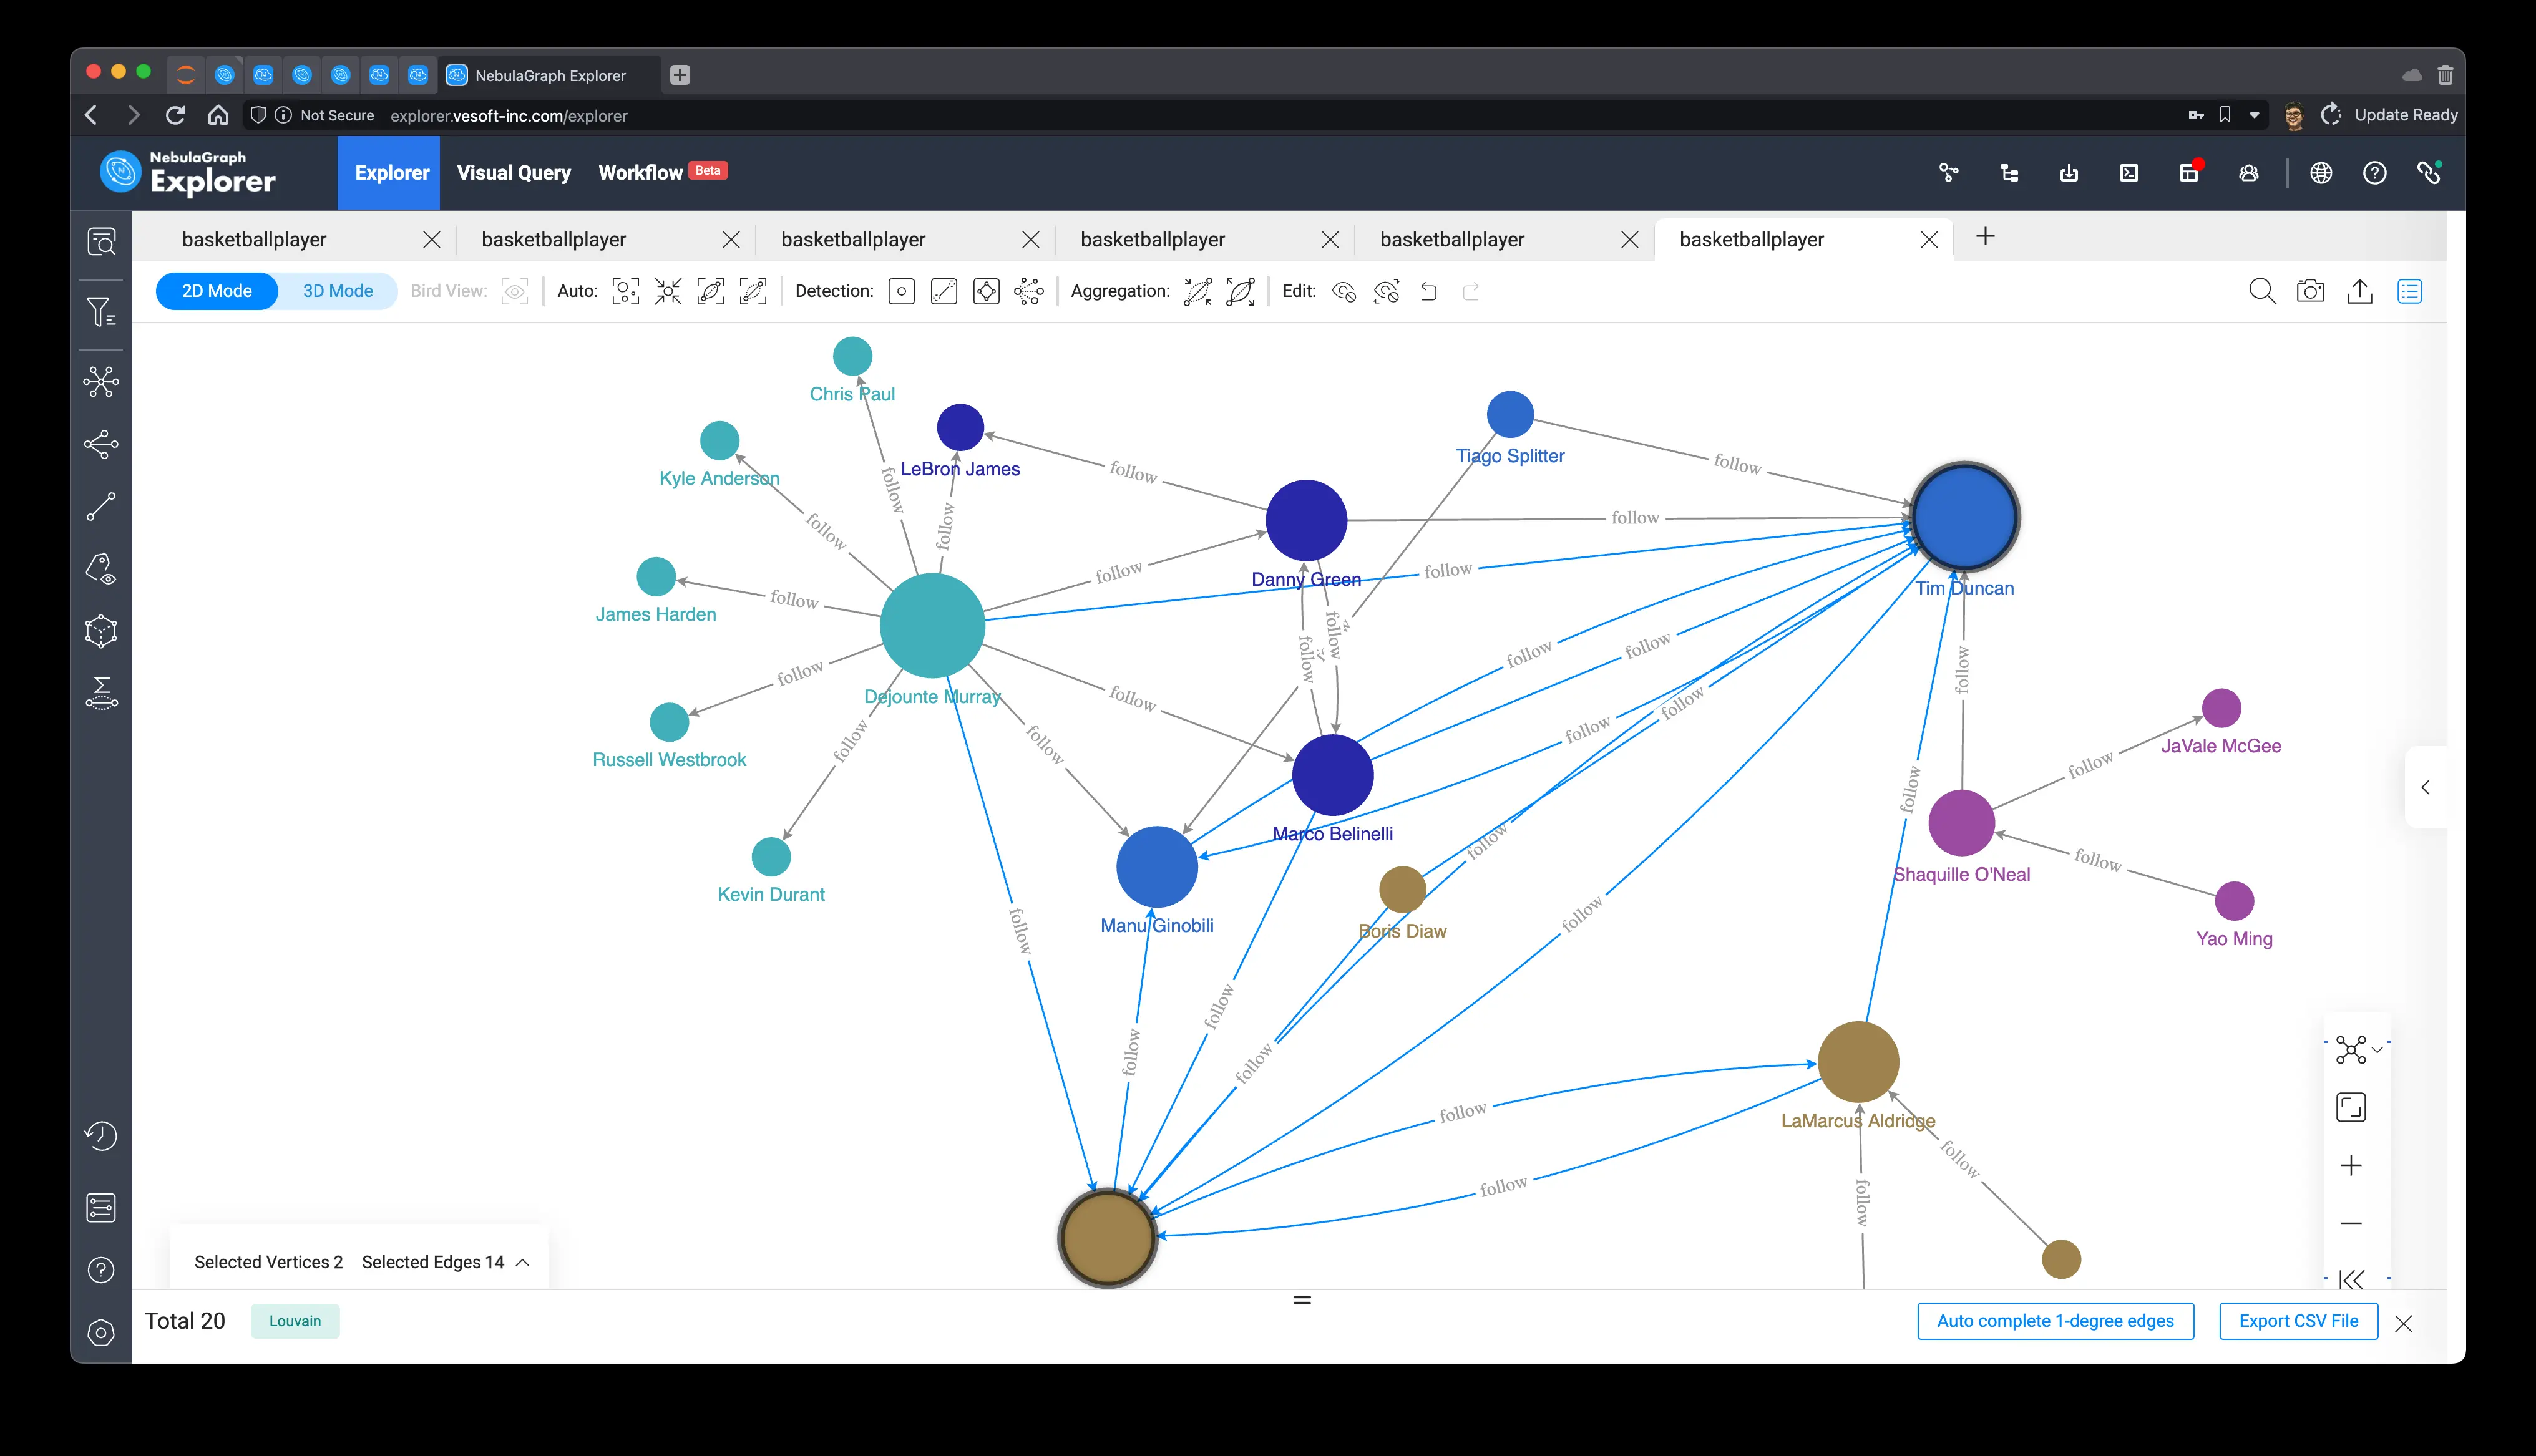 NebulaGraph Explorer
Not Secure explorer.vesoft-inc.com/explorer Update Ready
NebulaGraph
Explorer
Explorer Visual Query Workflow Beta
basketballplayer basketballplayer basketballplayer basketballplayer basketballplayer basketballplayer
2D Mode 3D Mode Bird View: Auto: Detection: Aggregation: Edit:
Chris Paul
LeBron James
Kyle Anderson
Tiago Splitter
follow
follow
follow
follow
follow
follow
follow
Danny Green
follow
follow
Tim Duncan
James Harden
follow
follow
follow
follow
follow
follow
follow
follow
Dejounte Murray
follow
follow
follow
Russell Westbrook
follow
follow
JaVale McGee
follow
follow
Marco Belinelli
follow
follow
Shaquille O'Neal
Kevin Durant
Manu Ginobili
Boris Diaw
follow
follow
Yao Ming
follow
follow
follow
follow
LaMarcus Aldridge
follow
follow
follow
Selected Vertices 2 Selected Edges 14
Total 20 Louvain Auto complete 1-degree edges Export CSV File